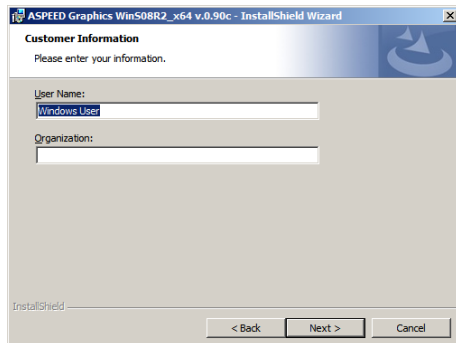 ASPEED Graphics WinS08R2_x64 v.0.90c - InstallShield Wizard
Customer Information
Please enter your information.
User Name:
Windows User
Organization:
InstallShield
< Back
Next >
Cancel